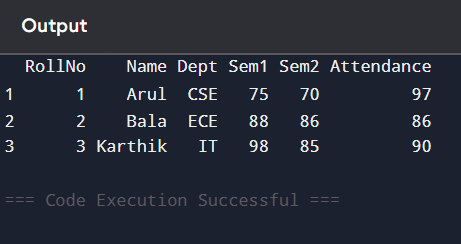 Output
  RollNo    Name Dept Sem1 Sem2 Attendance
1      1    Arul  CSE   75   70         97
2      2    Bala  ECE   88   86         86
3      3 Karthik   IT   98   85         90
=== Code Execution Successful ===